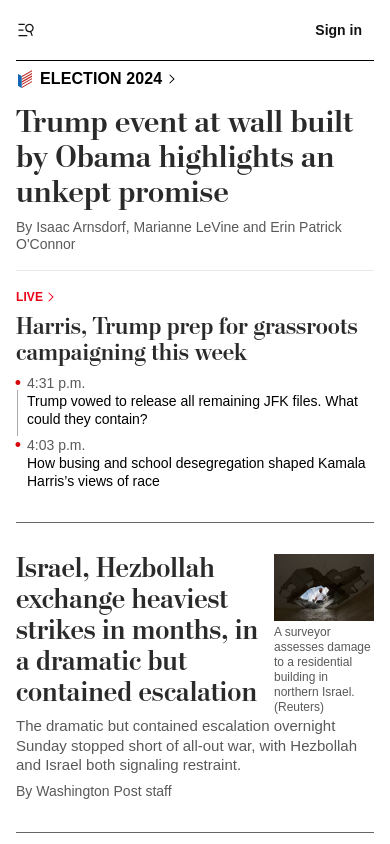 Sign in
ELECTION 2024
Trump event at wall built
by Obama highlights an
unkept promise
By Isaac Arnsdorf, Marianne LeVine and Erin Patrick
O'Connor
LIVE
Harris, Trump prep for grassroots
campaigning this week
4:31 p.m.
Trump vowed to release all remaining JFK files. What
could they contain?
4:03 p.m.
How busing and school desegregation shaped Kamala
Harris’s views of race
Israel, Hezbollah
exchange heaviest
strikes in months, in
a dramatic but
contained escalation
A surveyor
assesses damage
to a residential
building in
northern Israel.
(Reuters)
The dramatic but contained escalation overnight
Sunday stopped short of all-out war, with Hezbollah
and Israel both signaling restraint.
By Washington Post staff